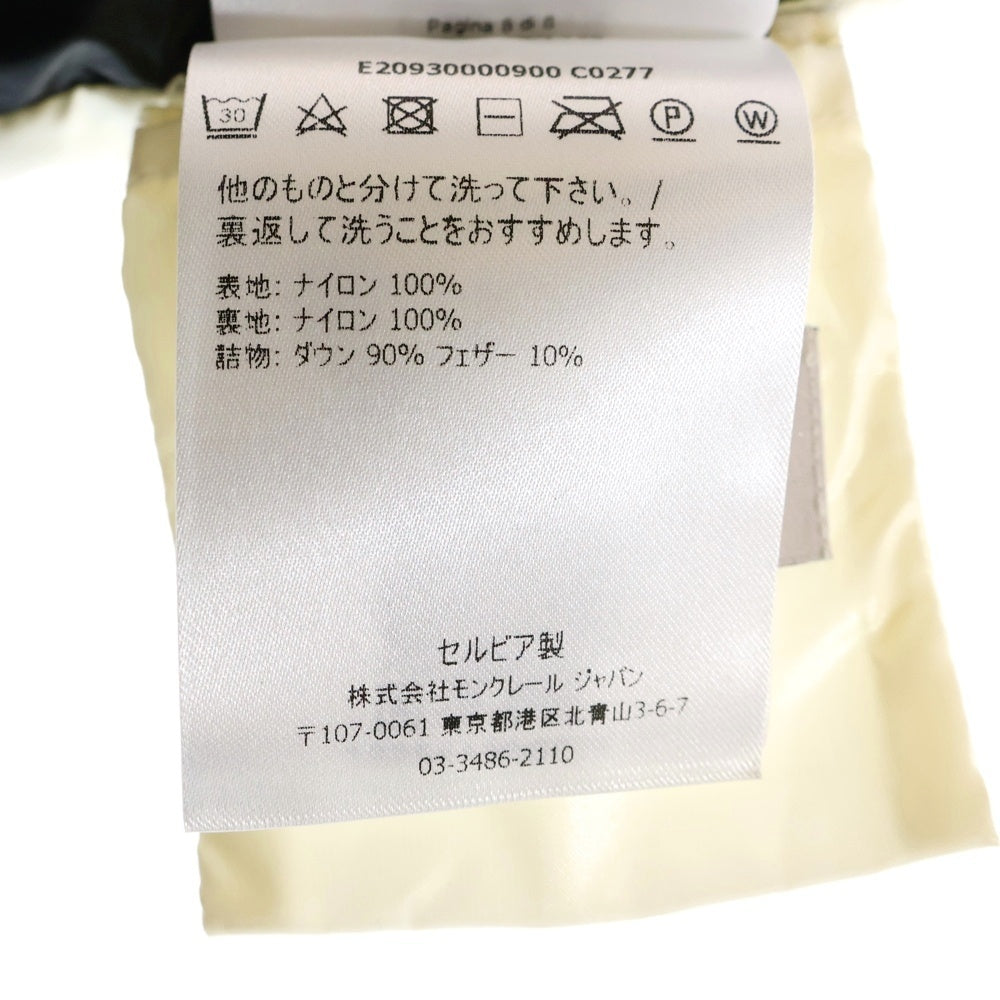 Pagina 8 di 8
E20930000900 C0277
30 P W
他のものと分けて洗って下さい。/
裏返して洗うことをおすすめします。
表地: ナイロン 100%
裏地: ナイロン 100%
詰物: ダウン 90% フェザー 10%
セルビア製
株式会社モンクレール ジャパン
〒107-0061 東京都港区北青山3-6-7
03-3486-2110